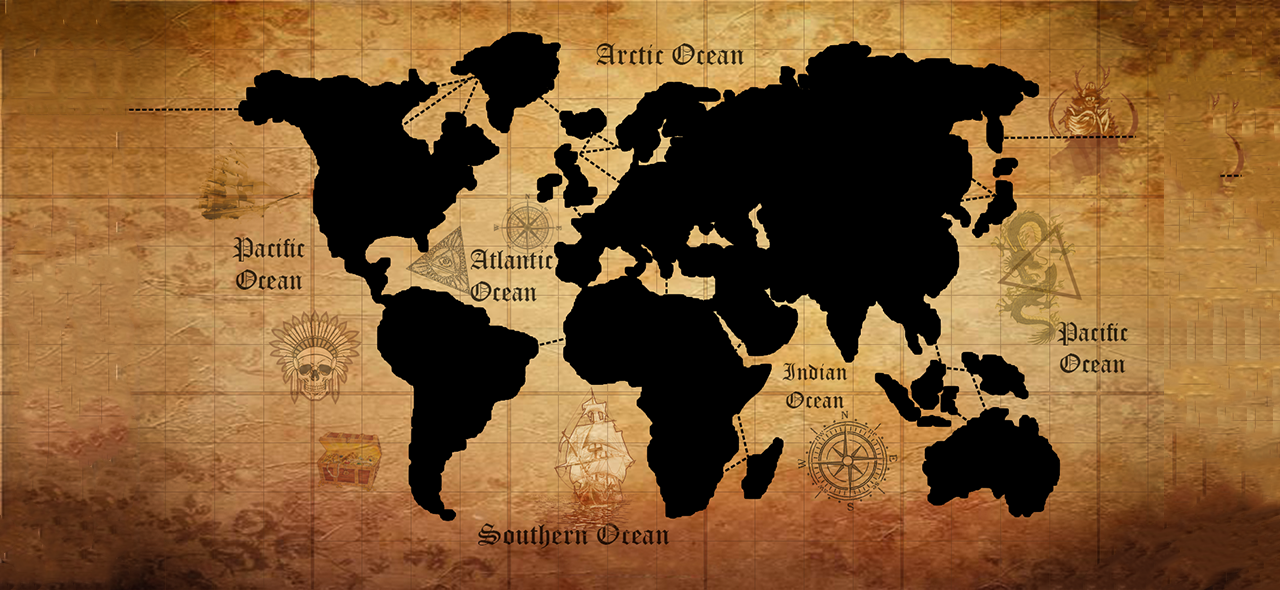 Arctic Ocean
Pacific
Ocean
N
Atlantic
Ocean
Pacific
Ocean
Indian
Ocean
N
W
E
S
Southern Ocean